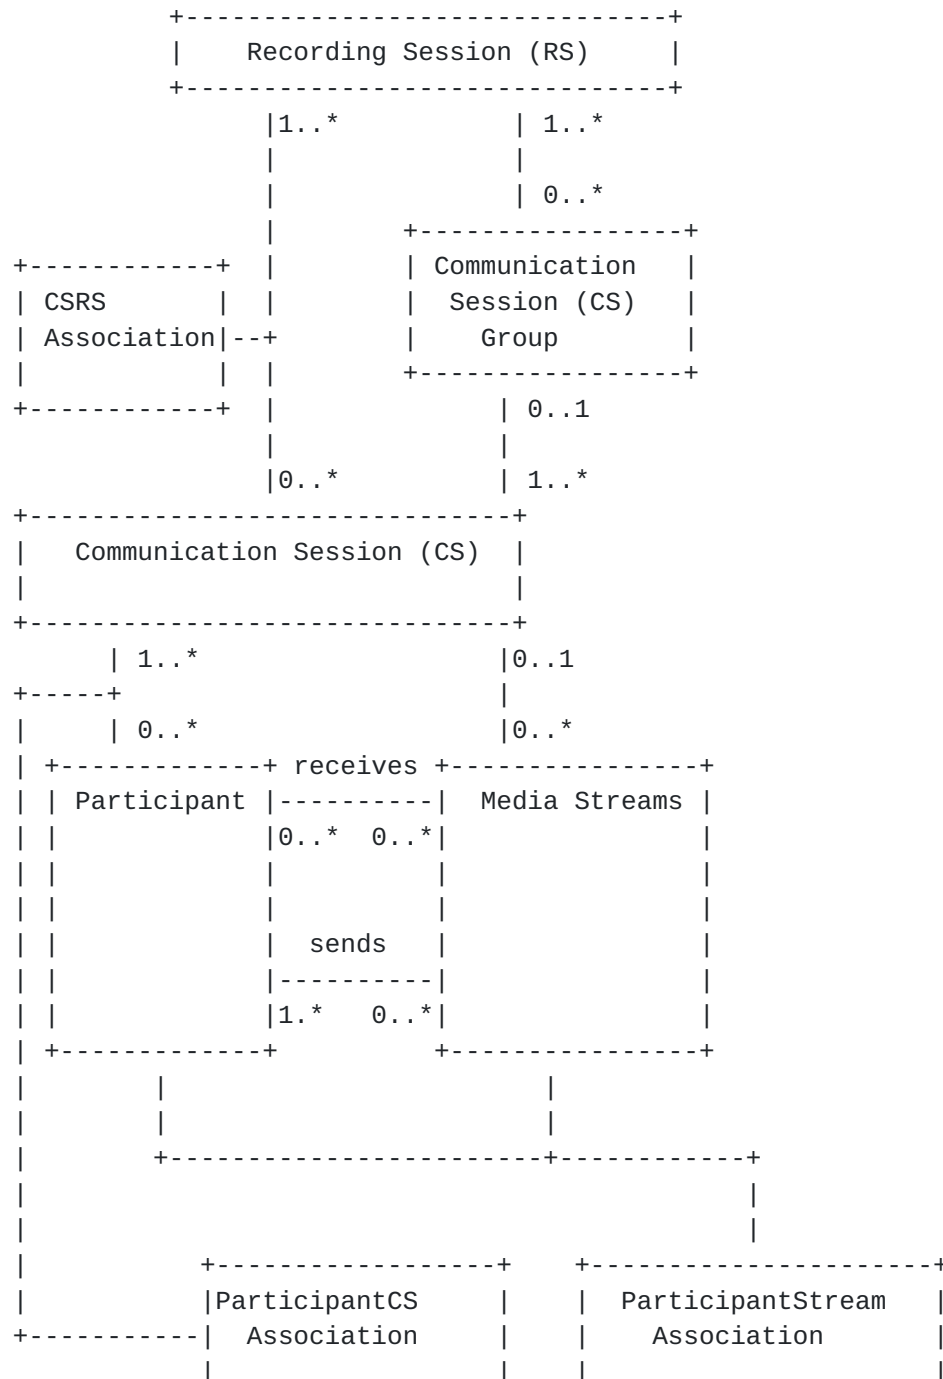 Recording Session (RS)
1..* 1..*
0..*
Communication
CSRS Session (CS)
Association Group
0..1
0..* 1..*
Communication Session (CS)
1..* 0..1
0..* 0..*
receives
Participant Media Streams
0..* 0..*
sends
1.* 0..*
ParticipantCS ParticipantStream
Association Association